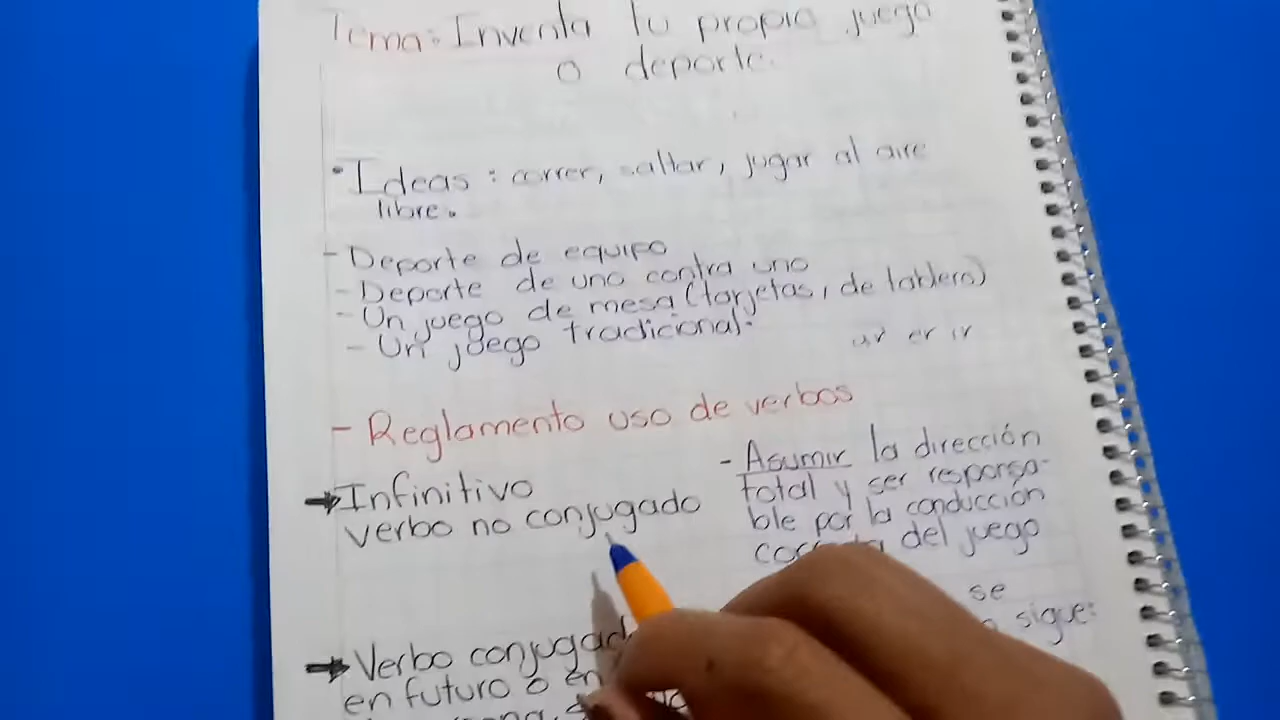 Tema: Inventa tu propio juego
o deporte.
• Ideas: correr, saltar, jugar al aire
libre.
- Deporte de equipo
- Deporte de uno contra uno
- Un juego de mesa (tarjetas, de tablero)
- Un juego tradicional.
ar er ir
- Reglamento uso de verbos
➡Infinitivo
verbo no conjugado
- Asumir la dirección
total y ser responsa-
ble por la conducción
del juego
se
sigue:
➡ Verbo conjugad
en futuro o en